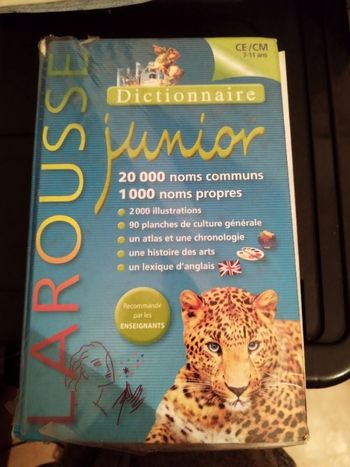 LAROUSSE
CE/CM
7-11 ans
Dictionnaire
junior
20 000 noms communs
1 000 noms propres
2 000 illustrations
90 planches de culture générale
un atlas et une chronologie
une histoire des arts
un lexique d'anglais
Recommandé
par les
ENSEIGNANTS